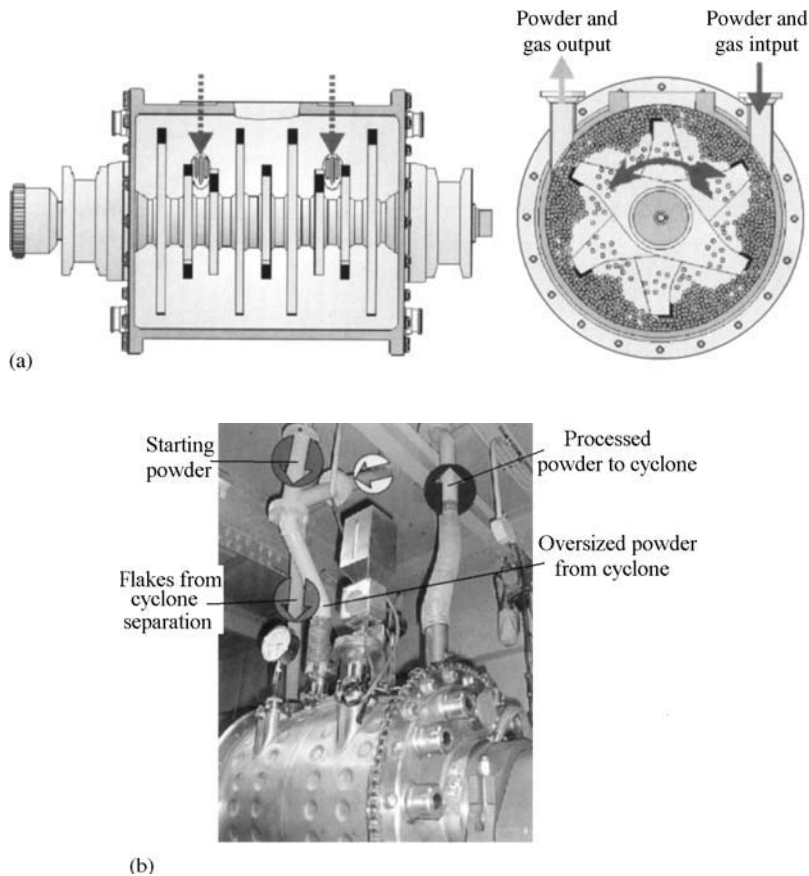 Powder and
gas output
Powder and
gas intput
(a)
Starting
powder
Processed
powder to cyclone
Flakes from
cyclone
separation
Oversized powder
from cyclone
(b)